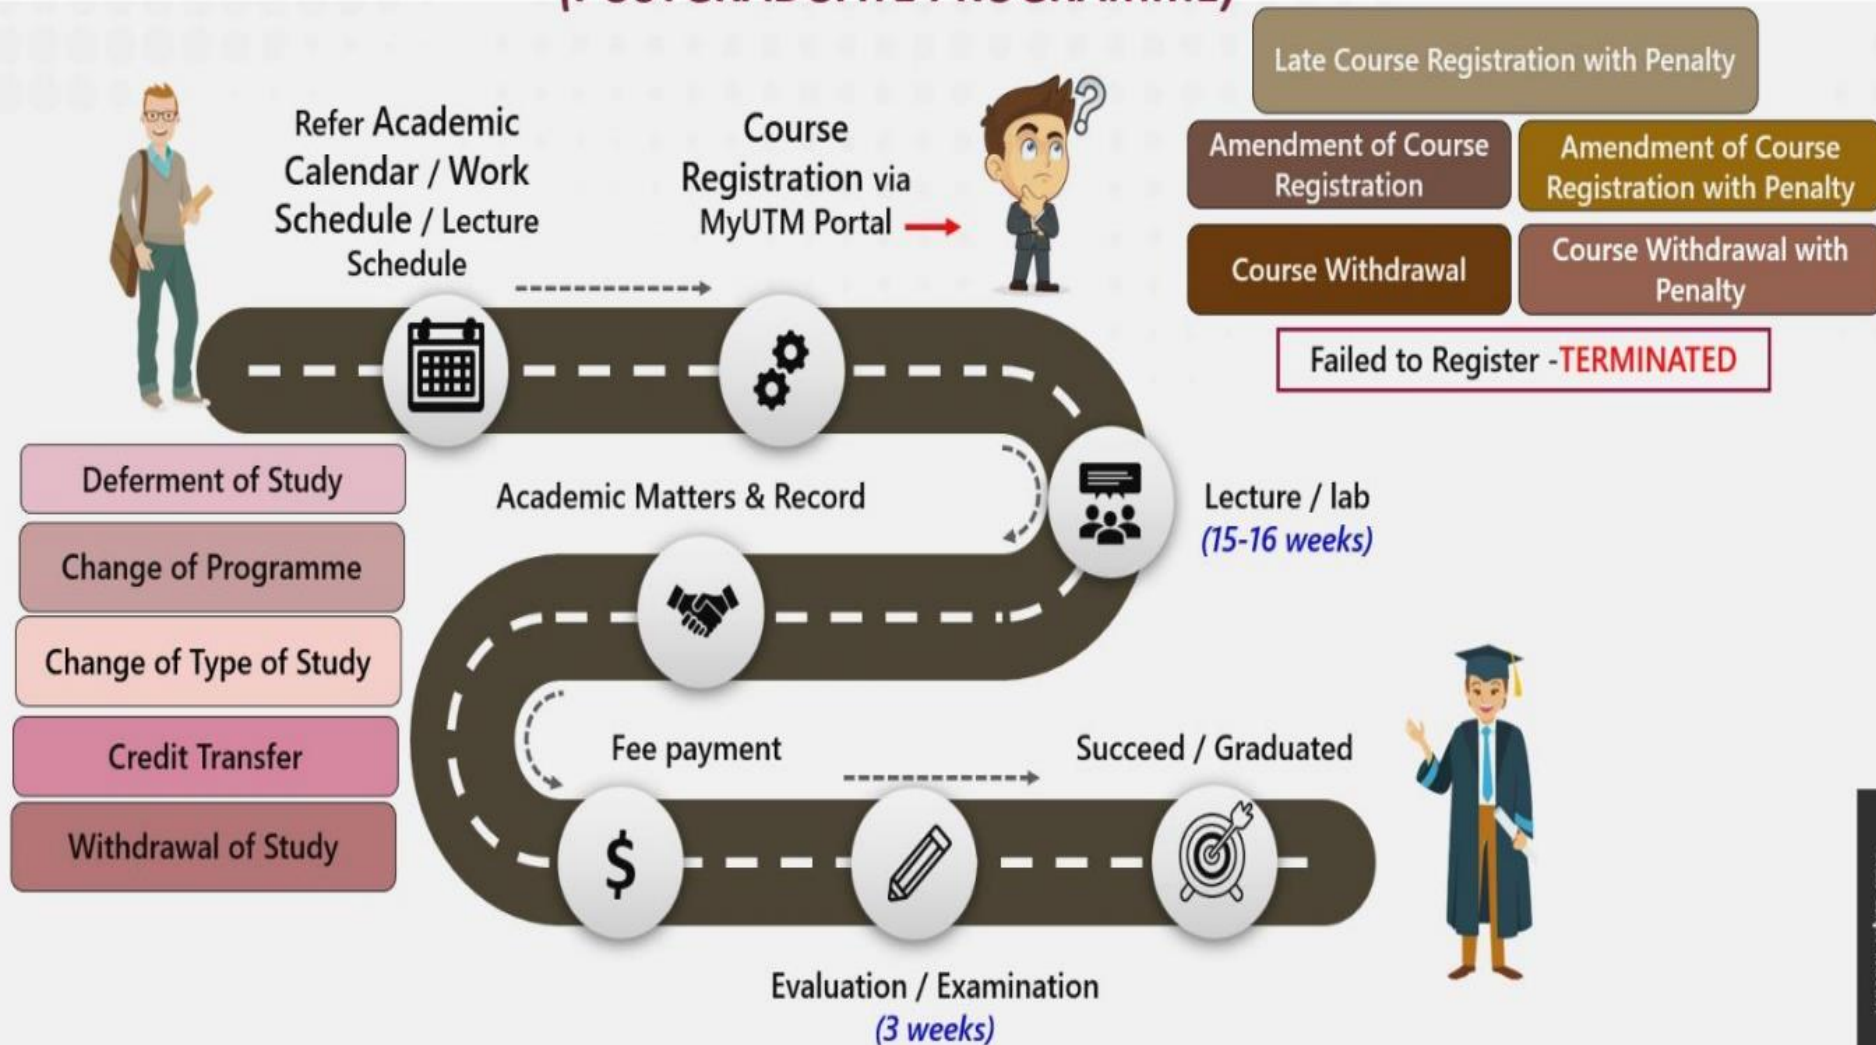 (POSTGRADUATE PROGRAMME)
Late Course Registration with Penalty
Refer Academic
Calendar / Work
Schedule / Lecture
Schedule
Course
Registration via
MyUTM Portal
?
Amendment of Course
Registration
Amendment of Course
Registration with Penalty
Course Withdrawal
Course Withdrawal with
Penalty
Failed to Register -TERMINATED
Deferment of Study
Change of Programme
Change of Type of Study
Credit Transfer
Withdrawal of Study
Academic Matters & Record
Lecture / lab
(15-16 weeks)
Fee payment
Succeed / Graduated
$
Evaluation / Examination
(3 weeks)